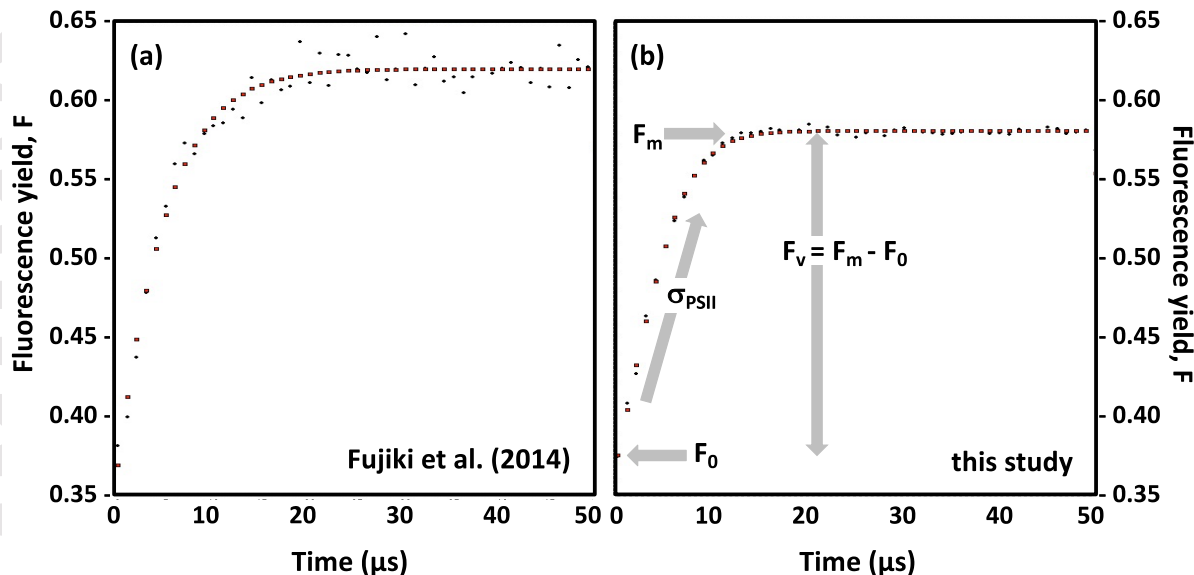 Fluorescence yield, F
0.65
0.60
0.55
0.50
0.45
0.40
0.35
(a)
Fujiki et al. (2014)
0 10 20 30 40 50
Time (µs)
(b)
Fm
Fv = Fm - F0
σPSII
F0
this study
0 10 20 30 40 50
Time (µs)
0.65
0.60
0.55
0.50
0.45
0.40
0.35
Fluorescence yield, F